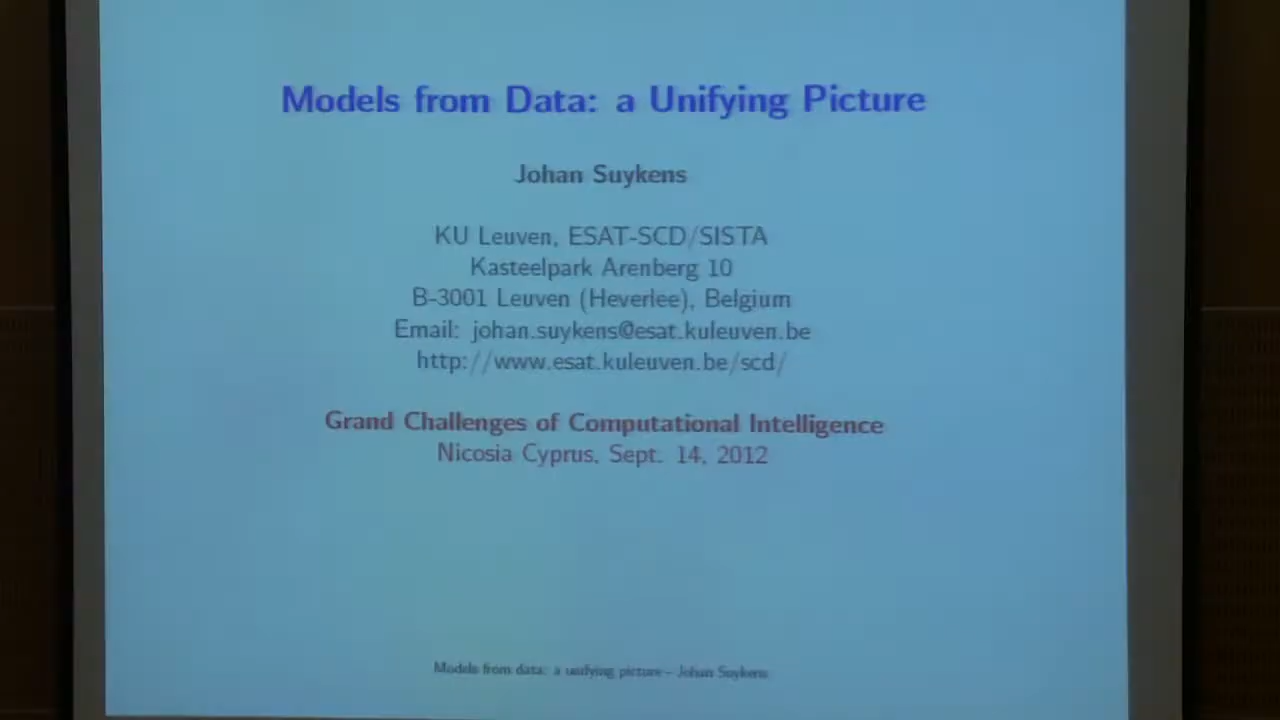 Models from Data: a Unifying Picture
Johan Suykens
KU Leuven, ESAT-SCD/SISTA
Kasteelpark Arenberg 10
B-3001 Leuven (Heverlee), Belgium
Email: johan.suykens@esat.kuleuven.be
http://www.esat.kuleuven.be/scd/
Grand Challenges of Computational Intelligence
Nicosia Cyprus, Sept. 14, 2012
Models from data: a unifying picture – Johan Suykens